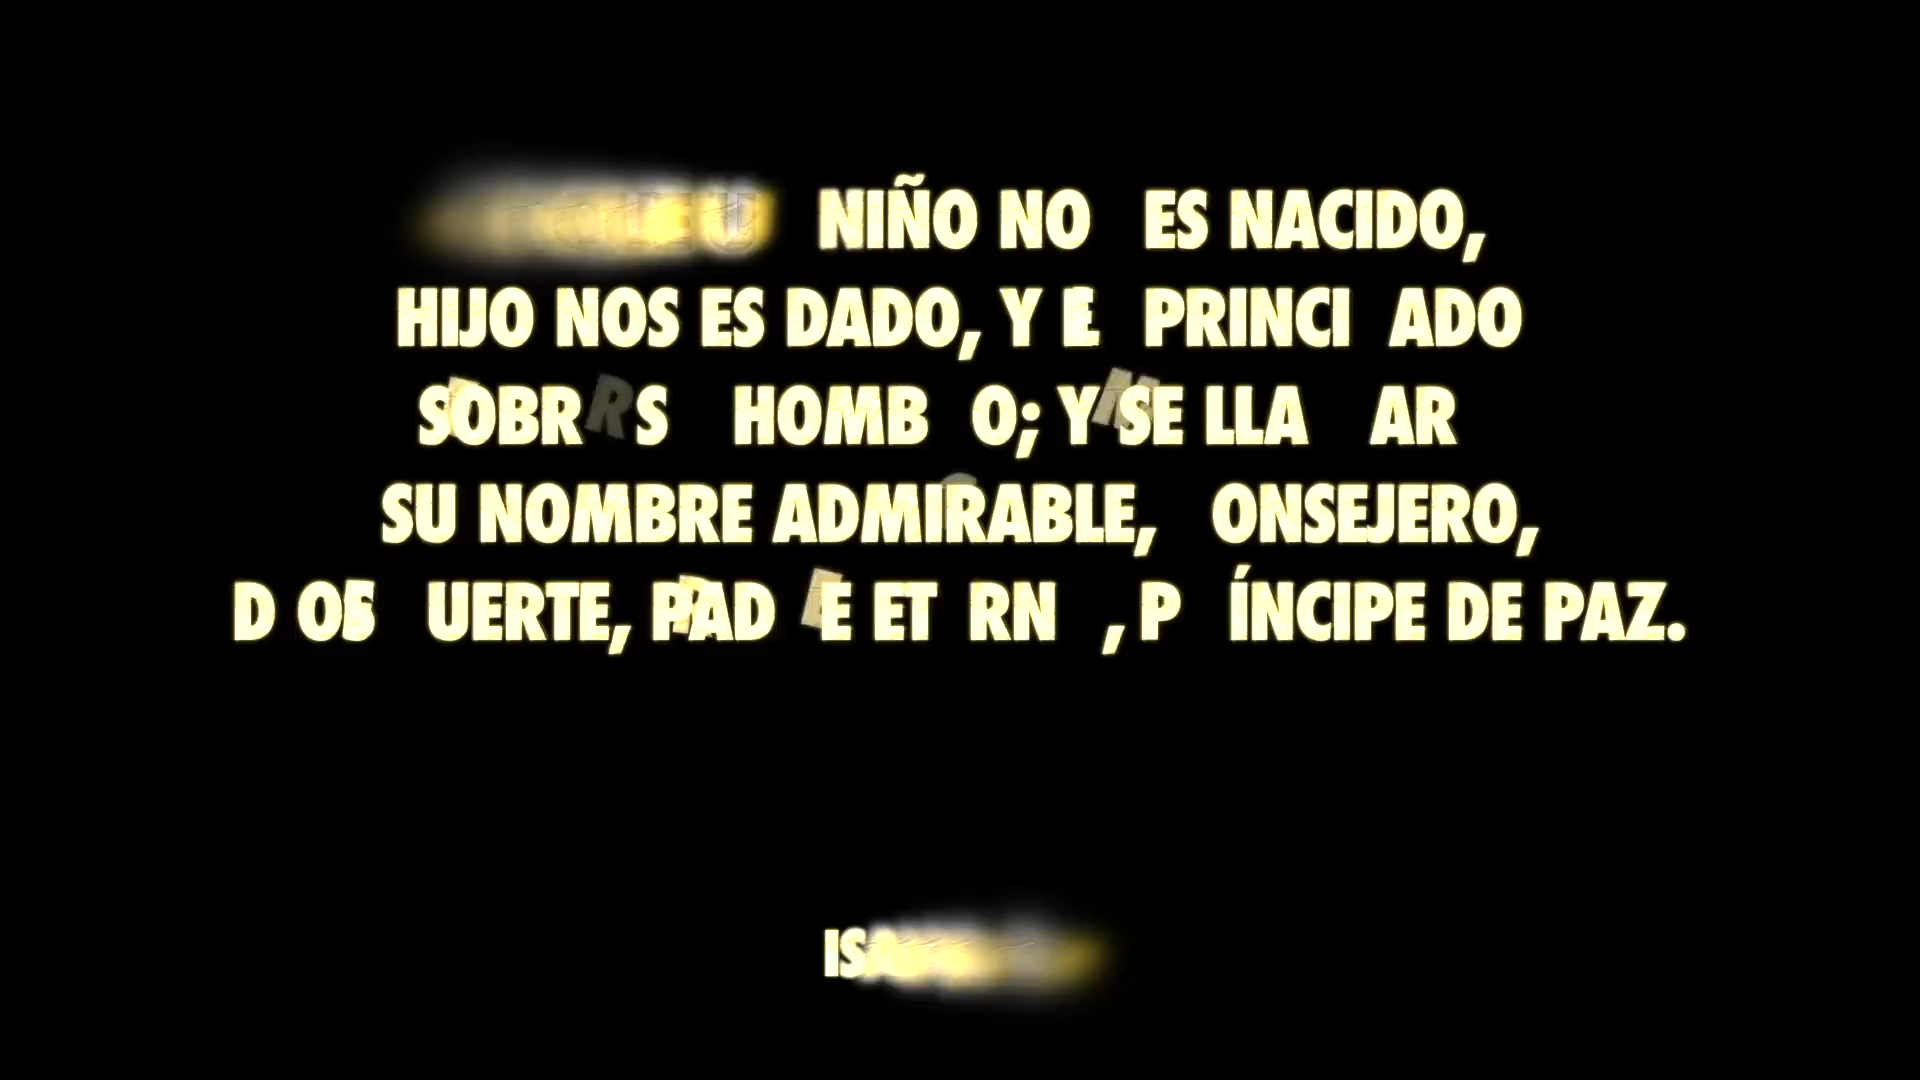 NIÑO NO ES NACIDO,
HIJO NOS ES DADO, Y E PRINCI ADO
SOBR S HOMB O; Y SE LLA AR
SU NOMBRE ADMIRABLE, ONSEJERO,
D OS UERTE, PAD E ET RN , P ÍNCIPE DE PAZ.